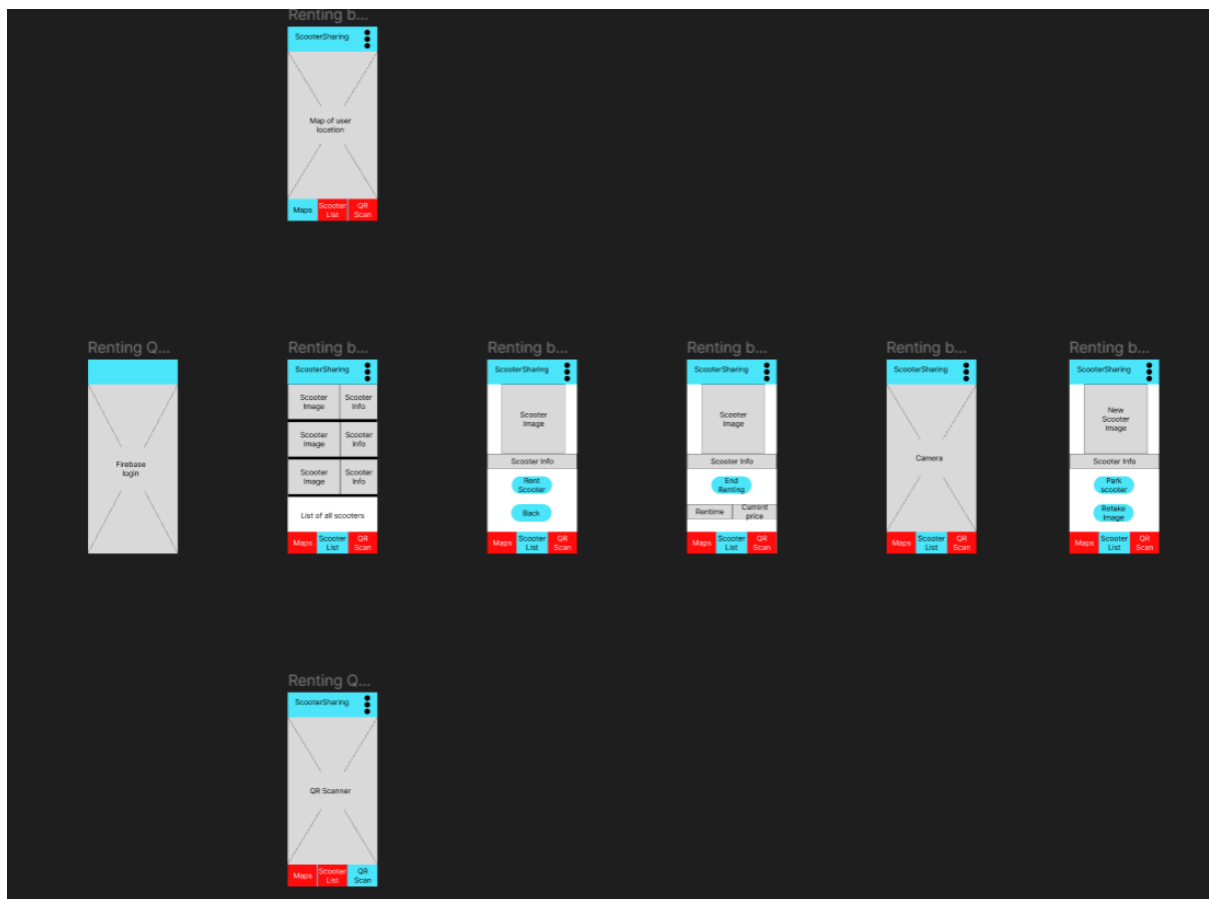 Renting b...
ScooterSharing
Map of user
location
Maps
Scooter
List
QR
Scan
Renting Q...
Firebase
login
Renting b...
ScooterSharing
Scooter
Image
Scooter
Info
Scooter
Image
Scooter
Info
Scooter
Image
Scooter
Info
List of all scooters
Maps
Scooter
List
QR
Scan
Renting b...
ScooterSharing
Scooter
Image
Scooter Info
Rent
Scooter
Back
Maps
Scooter
List
QR
Scan
Renting b...
ScooterSharing
Scooter
Image
Scooter Info
End
Renting
Rentime
Current
price
Maps
Scooter
List
QR
Scan
Renting b...
ScooterSharing
Camera
Maps
Scooter
List
QR
Scan
Renting b...
ScooterSharing
New
Scooter
Image
Scooter Info
Park
scooter
Retake
Image
Maps
Scooter
List
QR
Scan
Renting Q...
ScooterSharing
QR Scanner
Maps
Scooter
List
QR
Scan